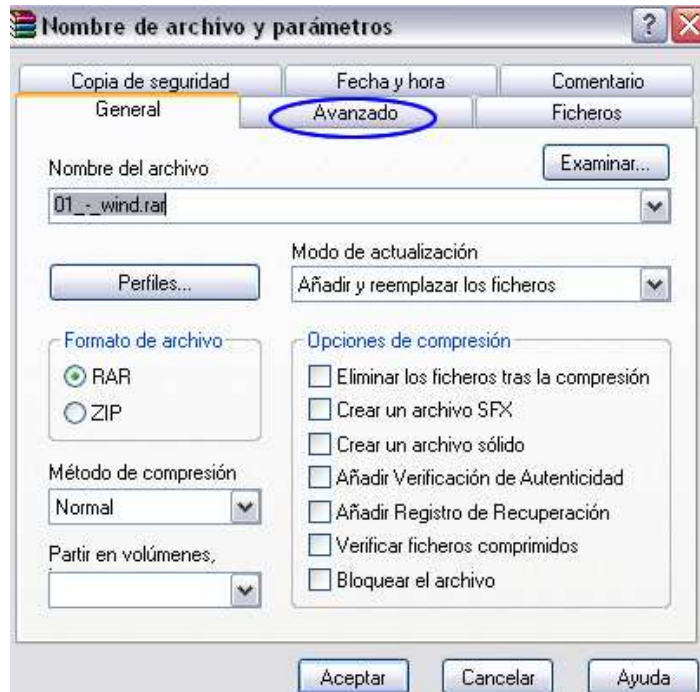 Nombre de archivo y parámetros
Copia de seguridad
Fecha y hora
Comentario
General
Avanzado
Ficheros
Nombre del archivo
Examinar...
01_-_wind.rar
Modo de actualización
Perfiles...
Añadir y reemplazar los ficheros
Formato de archivo
RAR
ZIP
Método de compresión
Normal
Partir en volúmenes,
Opciones de compresión
Eliminar los ficheros tras la compresión
Crear un archivo SFX
Crear un archivo sólido
Añadir Verificación de Autenticidad
Añadir Registro de Recuperación
Verificar ficheros comprimidos
Bloquear el archivo
Aceptar
Cancelar
Ayuda